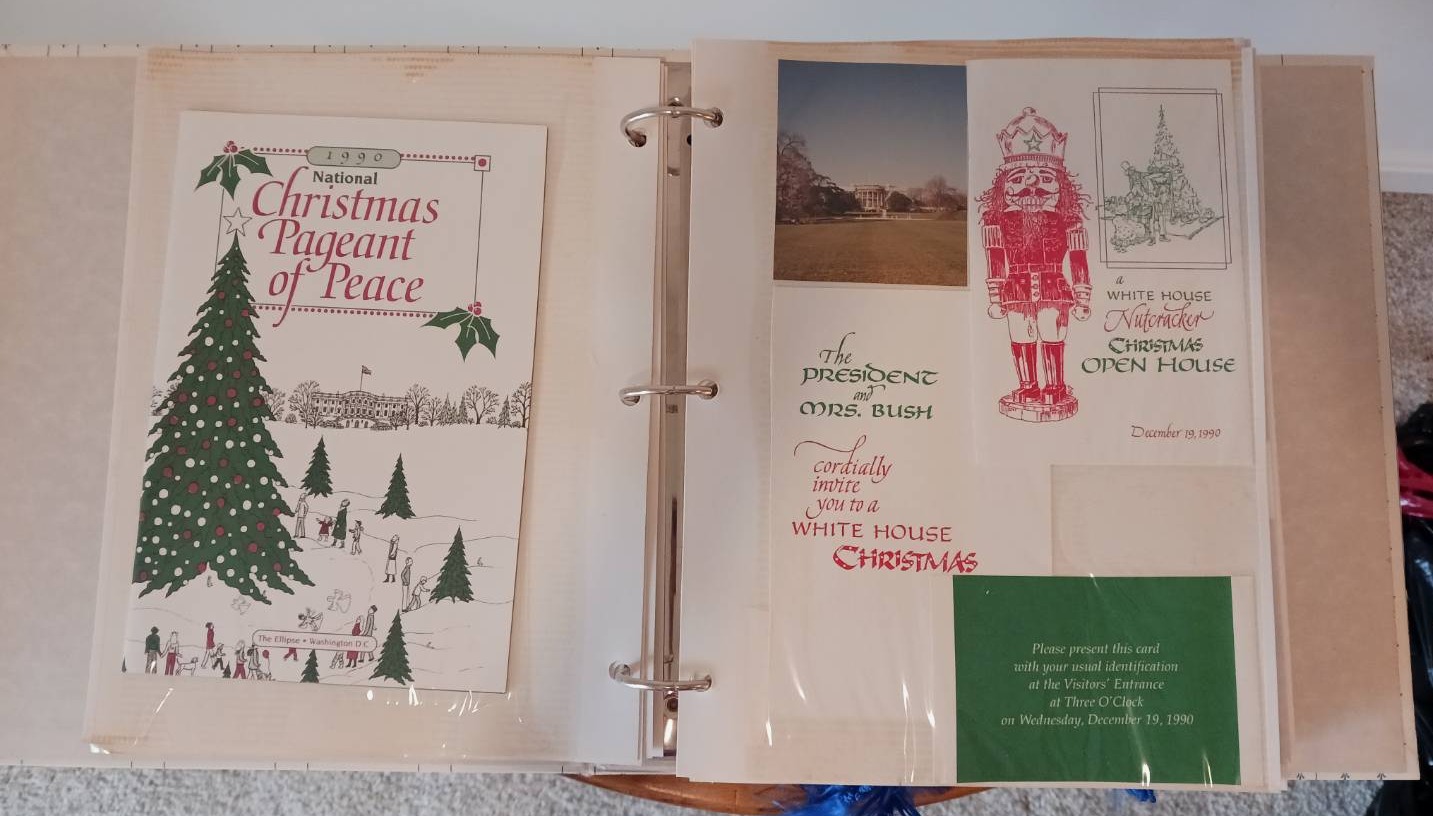 1990
National
Christmas
Pageant
of Peace
The Ellipse • Washington D.C.
The
PRESIDENT
and
MRS. BUSH
cordially
invite
you to a
WHITE HOUSE
CHRISTMAS
a
WHITE HOUSE
Nutcracker
CHRISTMAS
OPEN HOUSE
December 19, 1990
Please present this card
with your usual identification
at the Visitors' Entrance
at Three O'Clock
on Wednesday, December 19, 1990